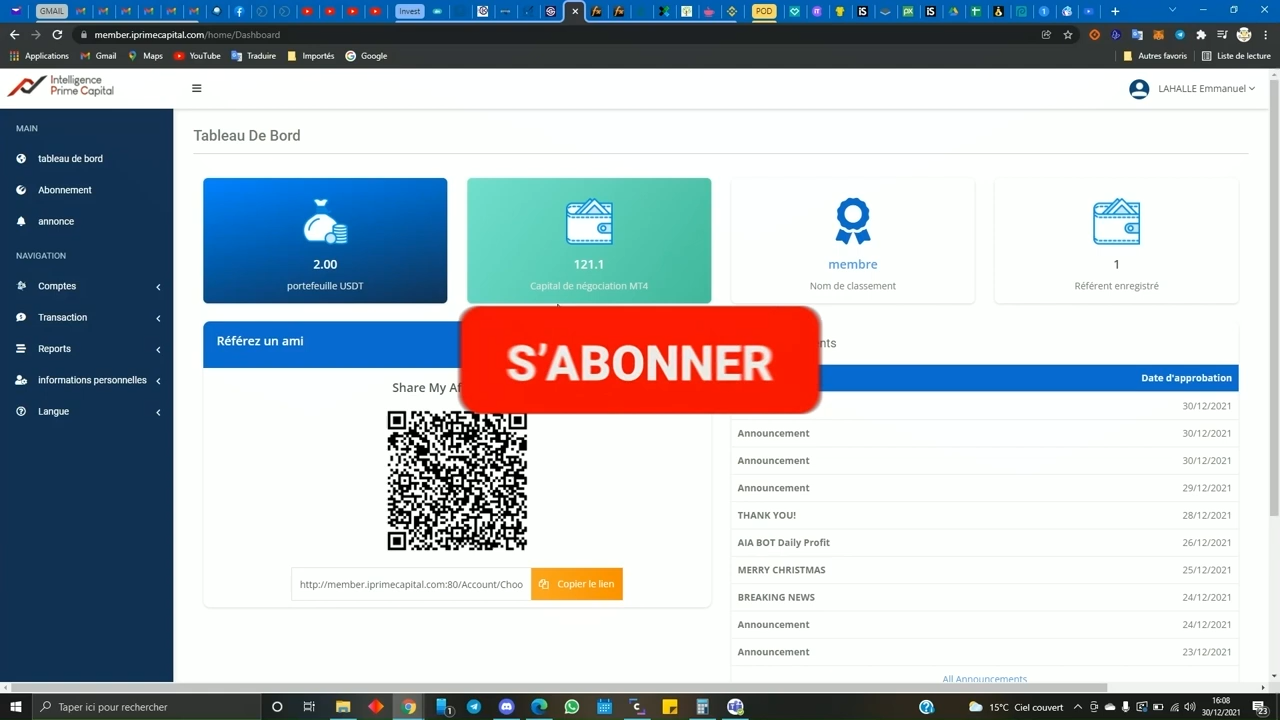 GMAIL
Invest
POD
IS
IS
member.iprimecapital.com/home/Dashboard
Applications
Gmail
Maps
YouTube
Traduire
Importés
Google
Autres favoris
Liste de lecture
Intelligence
Prime Capital
LAHALLE Emmanuel
MAIN
tableau de bord
Abonnement
annonce
NAVIGATION
Comptes
Transaction
Reports
informations personnelles
Langue
Tableau De Bord
2.00
portefeuille USDT
121.1
Capital de négociation MT4
membre
Nom de classement
1
Référent enregistré
Référez un ami
Share My Af
http://member.iprimecapital.com:80/Account/Choo
Copier le lien
S'ABONNER
nts
Date d'approbation
30/12/2021
Announcement 30/12/2021
Announcement 30/12/2021
Announcement 29/12/2021
THANK YOU! 28/12/2021
AIA BOT Daily Profit 26/12/2021
MERRY CHRISTMAS 25/12/2021
BREAKING NEWS 24/12/2021
Announcement 24/12/2021
Announcement 23/12/2021
All Announcements
Taper ici pour rechercher
15°C Ciel couvert
16:08
30/12/2021